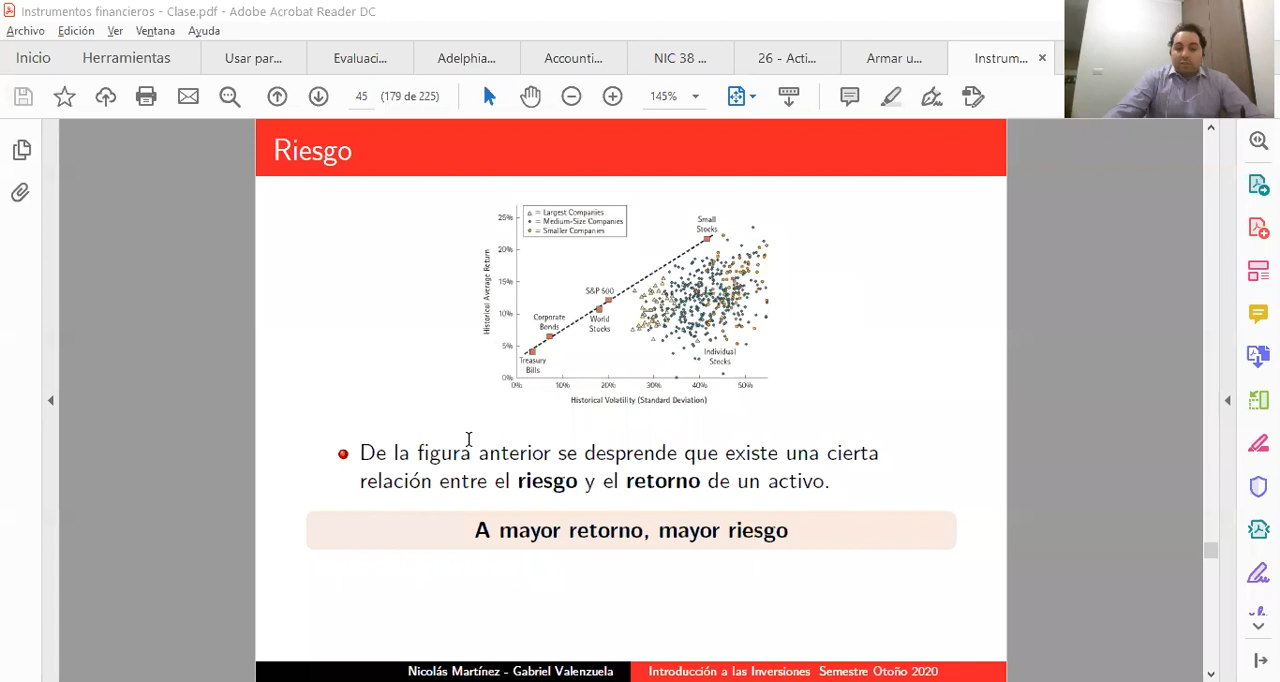 Instrumentos financieros - Clase.pdf - Adobe Acrobat Reader DC
Archivo Edición Ver Ventana Ayuda
Inicio Herramientas Usar par... Evaluaci... Adelphia... Accounti... NIC 38 ... 26 - Acti... Armar u... Instrum... ×
45 (179 de 225) 145%
Riesgo
25%
20%
15%
10%
5%
0%
Historical Average Return
= Largest Companies
= Medium-Size Companies
= Smaller Companies
Small
Stocks
S&P 500
World
Stocks
Corporate
Bonds
Treasury
Bills
Individual
Stocks
0% 10% 20% 30% 40% 50%
Historical Volatility (Standard Deviation)
De la figura anterior se desprende que existe una cierta
relación entre el riesgo y el retorno de un activo.
A mayor retorno, mayor riesgo
Nicolás Martínez - Gabriel Valenzuela Introducción a las Inversiones Semestre Otoño 2020